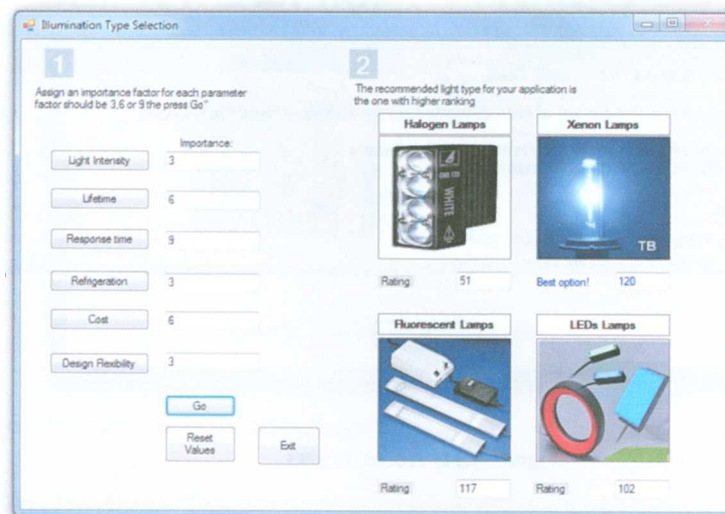 Illumination Type Selection
1
Assign an importance factor for each parameter
factor should be 3,6 or 9 the press Go"
Importance:
Light Intensity 3
Lifetime 6
Response time 9
Refrigeration 3
Cost 6
Design Flexibility 3
Go
Reset
Values
Exit
2
The recommended light type for your application is
the one with higher ranking
Halogen Lamps
WHITE
Rating 51
Xenon Lamps
TB
Best option! 120
Fluorescent Lamps
Rating 117
LEDs Lamps
Rating 102